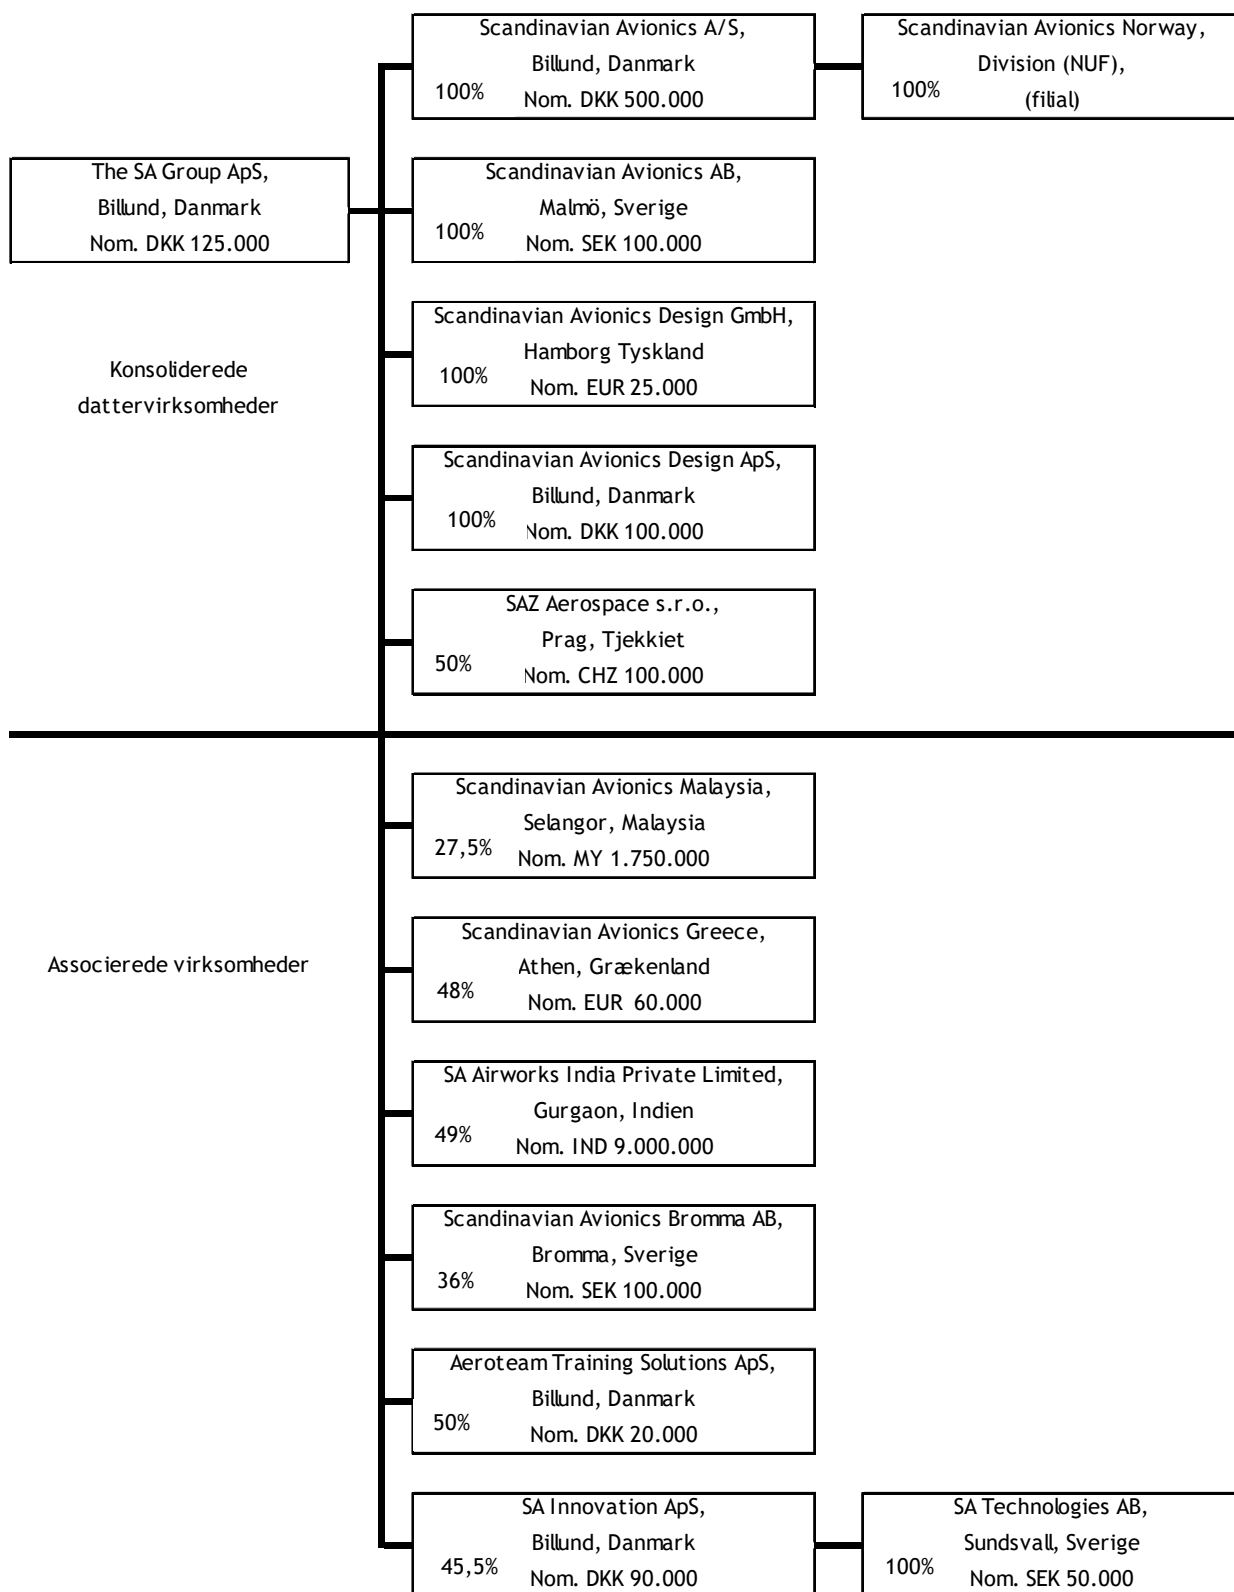 Scandinavian Avionics A/S,
Billund, Danmark
100%
Nom. DKK 500.000
Scandinavian Avionics Norway,
Division (NUF),
100%
(filial)
The SA Group ApS,
Billund, Danmark
Nom. DKK 125.000
Scandinavian Avionics AB,
Malmö, Sverige
100%
Nom. SEK 100.000
Konsoliderede
dattervirksomheder
Scandinavian Avionics Design GmbH,
Hamborg Tyskland
100%
Nom. EUR 25.000
Scandinavian Avionics Design ApS,
Billund, Danmark
100%
Nom. DKK 100.000
SAZ Aerospace s.r.o.,
Prag, Tjekkiet
50%
Nom. CHZ 100.000
Scandinavian Avionics Malaysia,
Selangor, Malaysia
27,5%
Nom. MY 1.750.000
Associerede virksomheder
Scandinavian Avionics Greece,
Athen, Grækenland
48%
Nom. EUR 60.000
SA Airworks India Private Limited,
Gurgaon, Indien
49%
Nom. IND 9.000.000
Scandinavian Avionics Bromma AB,
Bromma, Sverige
36%
Nom. SEK 100.000
Aeroteam Training Solutions ApS,
Billund, Danmark
50%
Nom. DKK 20.000
SA Innovation ApS,
Billund, Danmark
45,5%
Nom. DKK 90.000
SA Technologies AB,
Sundsvall, Sverige
100%
Nom. SEK 50.000